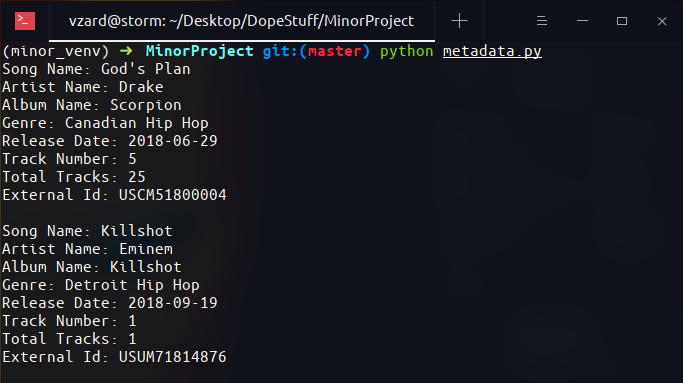 vzard@storm: ~/Desktop/DopeStuff/MinorProject
(minor_venv) ➜ MinorProject git:(master) python metadata.py
Song Name: God's Plan
Artist Name: Drake
Album Name: Scorpion
Genre: Canadian Hip Hop
Release Date: 2018-06-29
Track Number: 5
Total Tracks: 25
External Id: USCM51800004

Song Name: Killshot
Artist Name: Eminem
Album Name: Killshot
Genre: Detroit Hip Hop
Release Date: 2018-09-19
Track Number: 1
Total Tracks: 1
External Id: USUM71814876